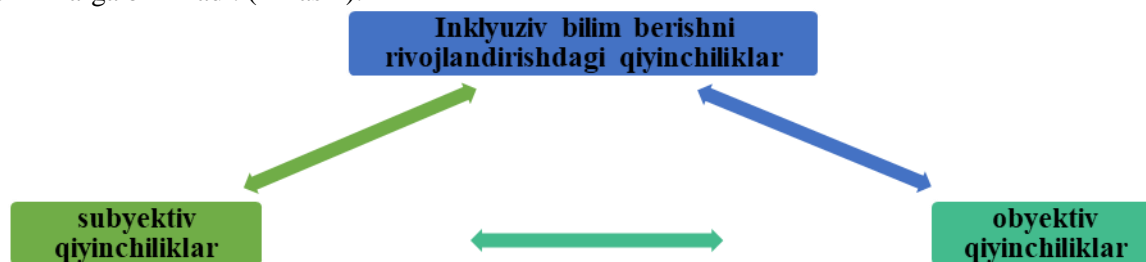 Inklyuziv bilim berishni
rivojlandirishdagi qiyinchiliklar
subyektiv
qiyinchiliklar
obyektiv
qiyinchiliklar